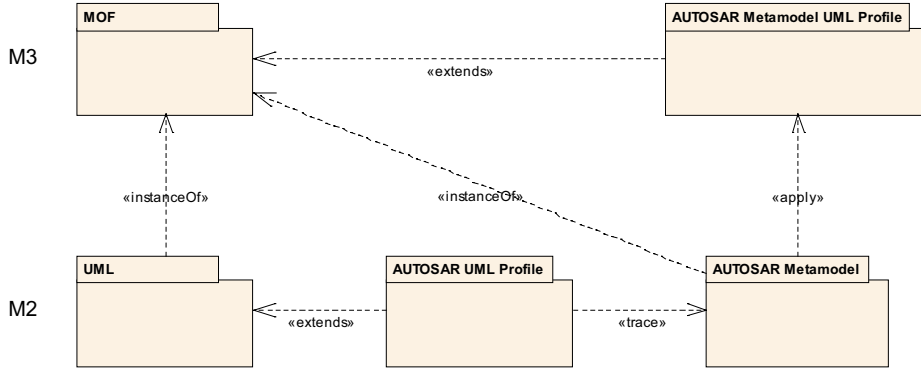 MOF
AUTOSAR Metamodel UML Profile
M3
«extends»
«instanceOf»
«instanceOf»
«apply»
UML
AUTOSAR UML Profile
AUTOSAR Metamodel
M2
«extends»
«trace»